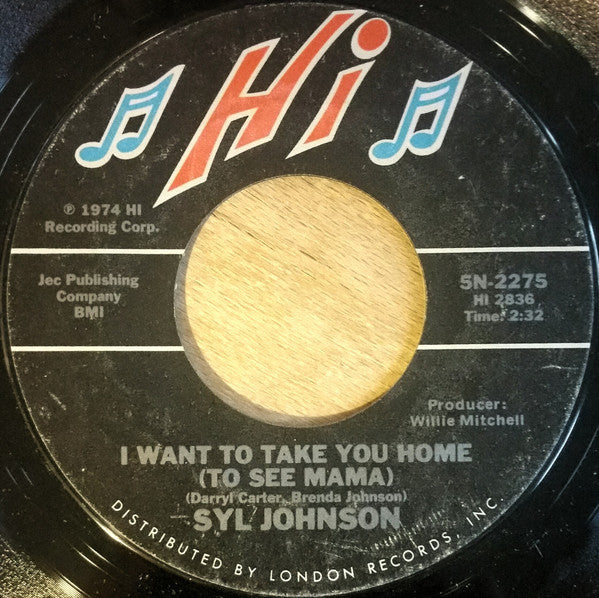 Hi
℗ 1974 HI
Recording Corp.
Jec Publishing
Company
BMI
5N-2275
HI 2836
Time: 2:32
Producer:
Willie Mitchell
I WANT TO TAKE YOU HOME
(TO SEE MAMA)
(Darryl Carter, Brenda Johnson)
SYL JOHNSON
DISTRIBUTED BY LONDON RECORDS, INC.